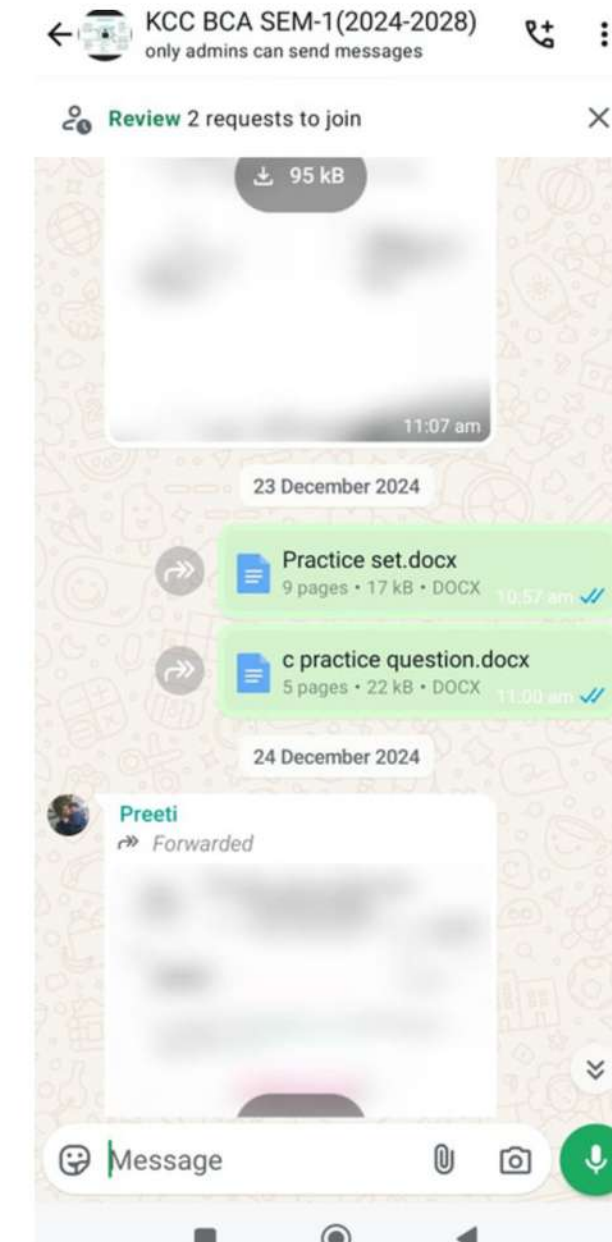 KCC BCA SEM-1(2024-2028)
only admins can send messages
Review 2 requests to join
95 kB
11:07 am
23 December 2024
Practice set.docx
9 pages • 17 kB • DOCX
10:57 am
c practice question.docx
5 pages • 22 kB • DOCX
11:00 am
24 December 2024
Preeti
Forwarded
Message